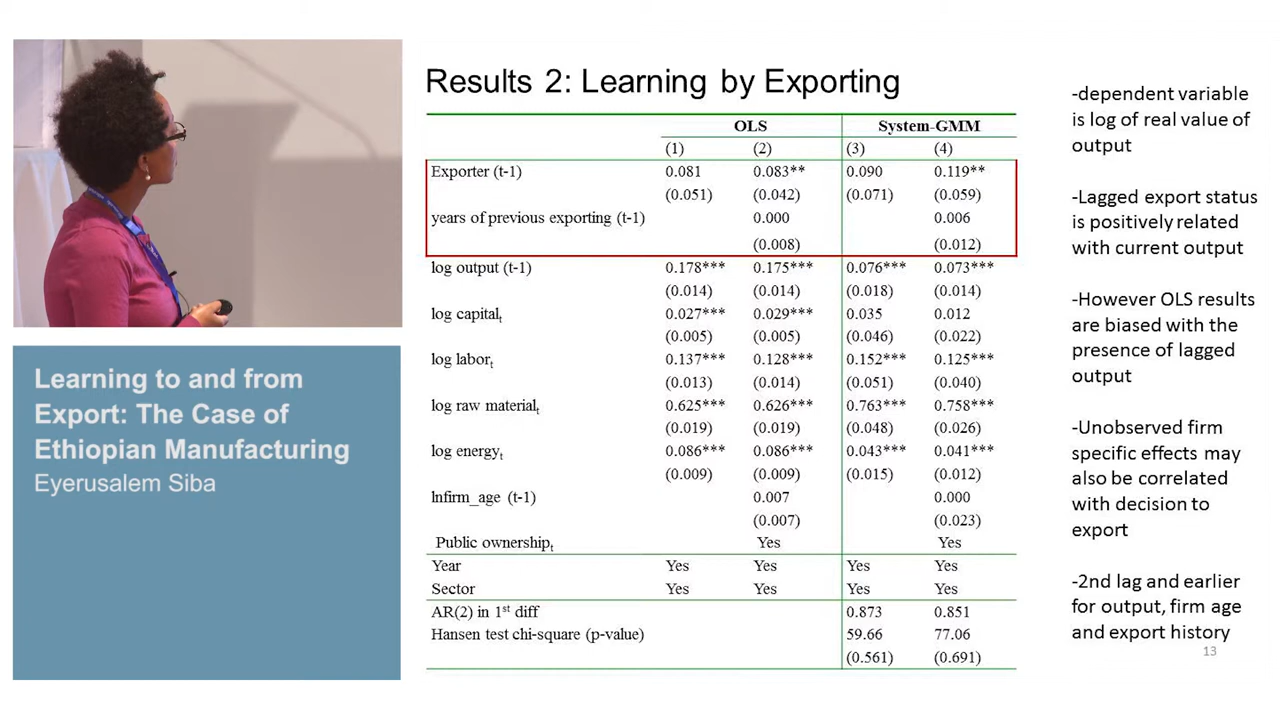 Results 2: Learning by Exporting
OLS System-GMM
(1) (2) (3) (4)
Exporter (t-1) 0.081 0.083** 0.090 0.119**
(0.051) (0.042) (0.071) (0.059)
years of previous exporting (t-1) 0.000 0.006
(0.008) (0.012)
log output (t-1) 0.178*** 0.175*** 0.076*** 0.073***
(0.014) (0.014) (0.018) (0.014)
log capitalt 0.027*** 0.029*** 0.035 0.012
(0.005) (0.005) (0.046) (0.022)
log labort 0.137*** 0.128*** 0.152*** 0.125***
(0.013) (0.014) (0.051) (0.040)
log raw materialt 0.625*** 0.626*** 0.763*** 0.758***
(0.019) (0.019) (0.048) (0.026)
log energyt 0.086*** 0.086*** 0.043*** 0.041***
(0.009) (0.009) (0.015) (0.012)
lnfirm_age (t-1) 0.007 0.000
(0.007) (0.023)
Public ownershipt Yes Yes
Year Yes Yes Yes Yes
Sector Yes Yes Yes Yes
AR(2) in 1st diff 0.873 0.851
Hansen test chi-square (p-value) 59.66 77.06
(0.561) (0.691)
-dependent variable
is log of real value of
output
-Lagged export status
is positively related
with current output
-However OLS results
are biased with the
presence of lagged
output
-Unobserved firm
specific effects may
also be correlated
with decision to
export
-2nd lag and earlier
for output, firm age
and export history
13
Learning to and from
Export: The Case of
Ethiopian Manufacturing
Eyerusalem Siba